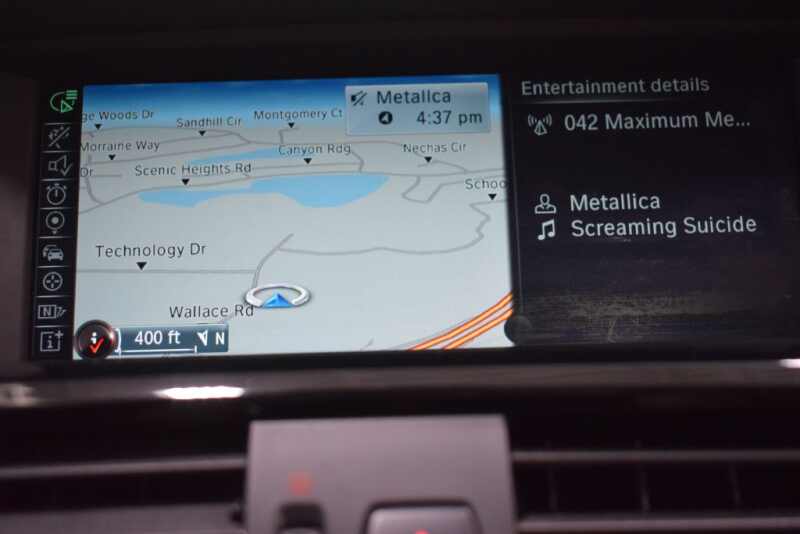 ge Woods Dr
Sandhill Cir
Montgomery Ct
Metallca
4:37 pm
Morraine Way
Canyon Rdg
Nechas Cir
Dr
Scenic Heights Rd
Schoo
Technology Dr
Wallace Rd
400 ft
N
N
i
Entertainment details
042 Maximum Me...
Metallica
Screaming Suicide